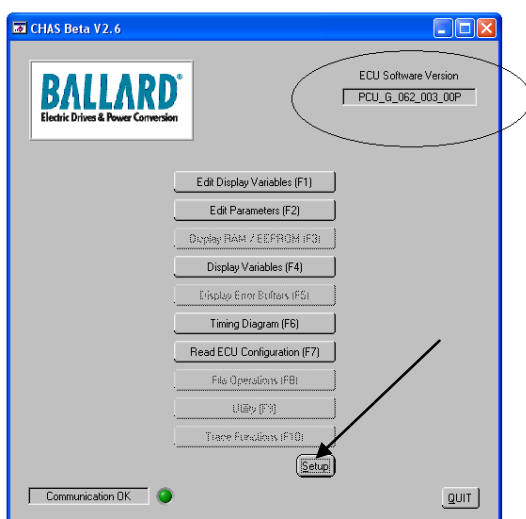 CHAS Beta V2.6
BALLARD®
Electric Drives & Power Conversion
ECU Software Version
PCU_G_062_003_00P
Edit Display Variables (F1)
Edit Parameters (F2)
Display RAM / EEPROM (F3)
Display Variables (F4)
Display Error Buffers (F5)
Timing Diagram (F6)
Read ECU Configuration (F7)
File Operations (F8)
Utility (F9)
Trace Functions (F10)
Setup
Communication OK
QUIT